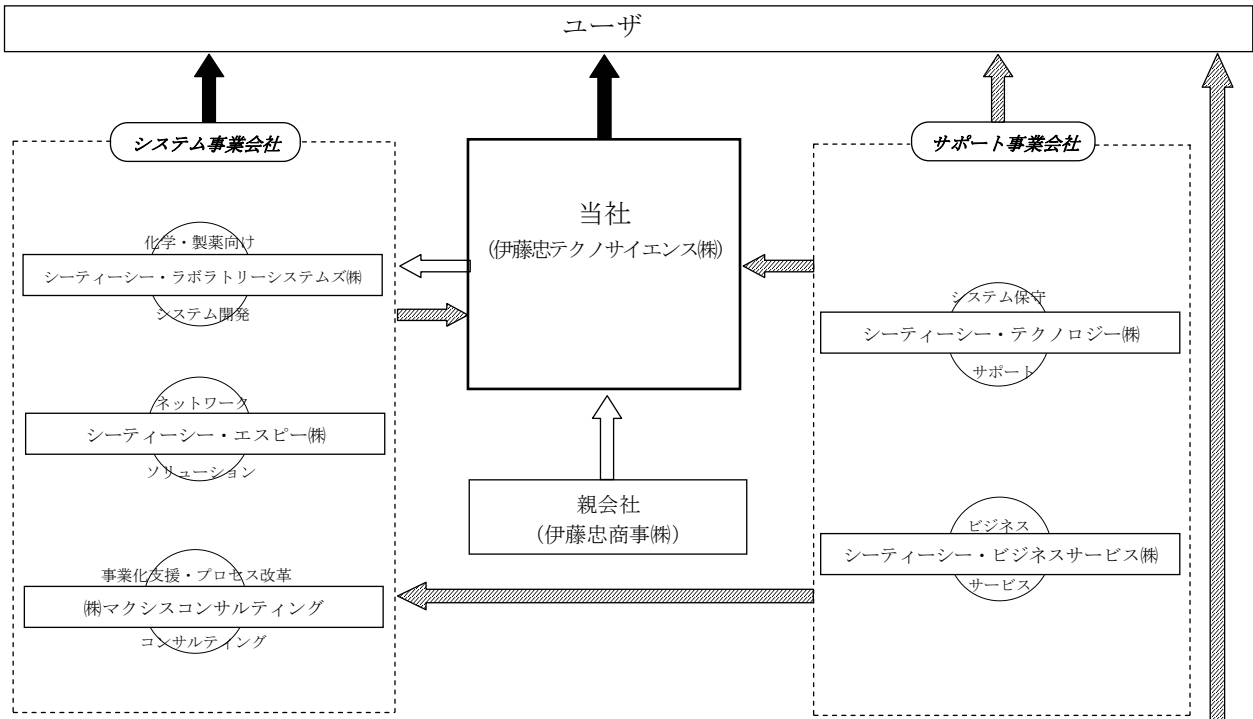 ユーザ
システム事業会社
化学・製薬向け
シーティーシー・ラボラトリーシステムズ㈱
システム開発
ネットワーク
シーティーシー・エスピー㈱
ソリューション
事業化支援・プロセス改革
㈱マクシスコンサルティング
コンサルティング
当社
(伊藤忠テクノサイエンス㈱)
親会社
(伊藤忠商事㈱)
サポート事業会社
システム保守
シーティーシー・テクノロジー㈱
サポート
ビジネス
シーティーシー・ビジネスサービス㈱
サービス